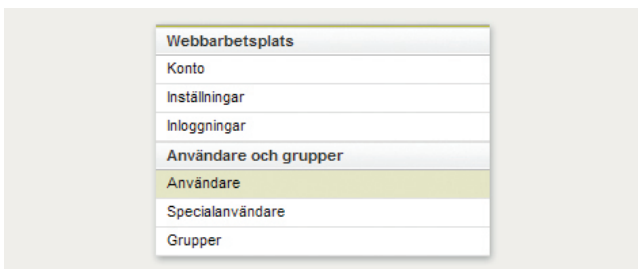 Webbarbetsplats
Konto
Inställningar
Inloggningar
Användare och grupper
Användare
Specialanvändare
Grupper